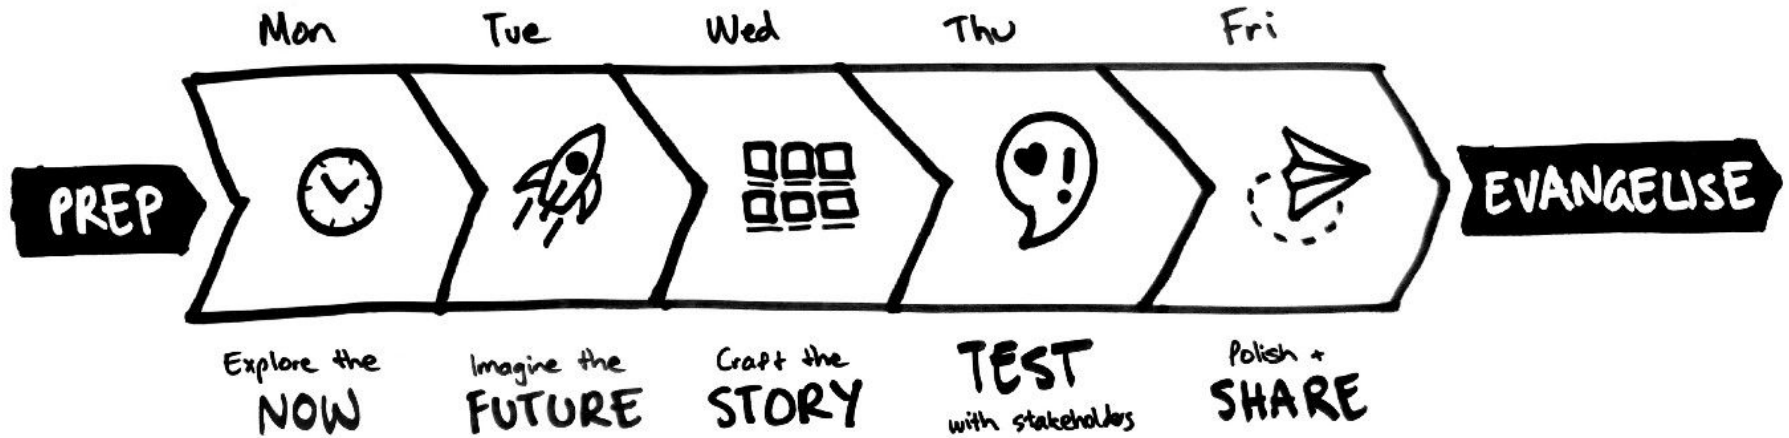 Mon
Tue
Wed
Thu
Fri
PREP
EVANGELISE
Explore the
NOW
Imagine the
FUTURE
Craft the
STORY
TEST
with stakeholders
Polish +
SHARE